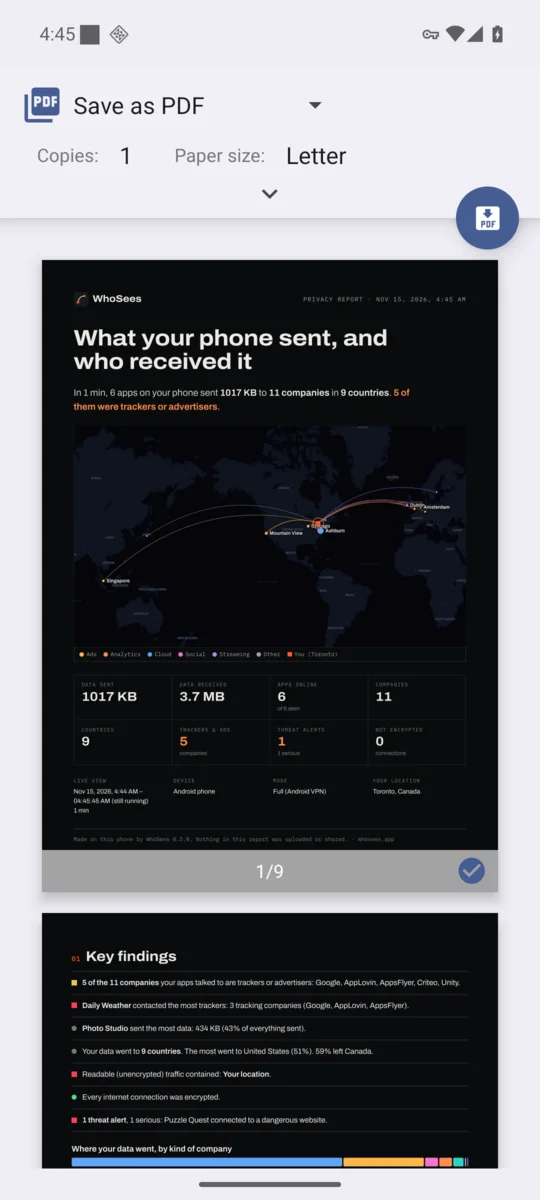 4:45
PDF Save as PDF
Copies: 1 Paper size: Letter
PDF
WhoSees
PRIVACY REPORT - NOV 15, 2026, 4:45 AM
What your phone sent, and
who received it
In 1 min, 6 apps on your phone sent 1017 KB to 11 companies in 9 countries. 5 of
them were trackers or advertisers.
Dublin Amsterdam
Chicago
Ashburn
Mountain View
Singapore
Ads Analytics Cloud Social Streaming Other You (Toronto)
DATA SENT DATA RECEIVED APPS ONLINE COMPANIES
1017 KB 3.7 MB 6 11
of 6 seen
COUNTRIES TRACKERS & ADS THREAT ALERTS NOT ENCRYPTED
9 5 1 0
companies 1 serious connections
LIVE VIEW DEVICE MODE YOUR LOCATION
Nov 15, 2026, 4:44 AM – Android phone Full (Android VPN) Toronto, Canada
04:45:45 AM (still running)
1 min
Made on this phone by WhoSees 0.2.0. Nothing in this report was uploaded or shared. - whosees.app
1/9
01 Key findings
5 of the 11 companies your apps talked to are trackers or advertisers: Google, AppLovin, AppsFlyer, Criteo, Unity.
Daily Weather contacted the most trackers: 3 tracking companies (Google, AppLovin, AppsFlyer).
Photo Studio sent the most data: 434 KB (43% of everything sent).
Your data went to 9 countries. The most went to United States (51%). 59% left Canada.
Readable (unencrypted) traffic contained: Your location.
Every internet connection was encrypted.
1 threat alert, 1 serious: Puzzle Quest connected to a dangerous website.
Where your data went, by kind of company